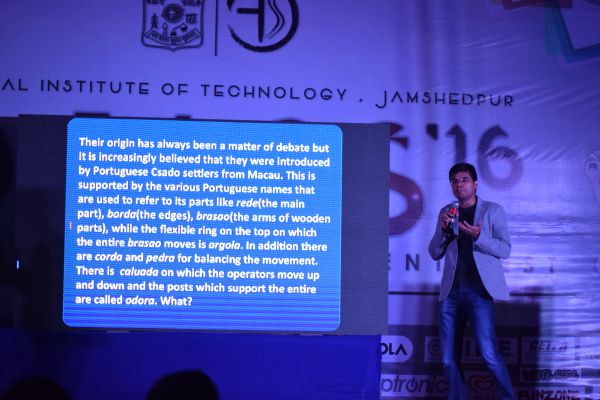 AL INSTITUTE OF TECHNOLOGY , JAMSHEDPUR
S'16
Their origin has always been a matter of debate but
it is increasingly believed that they were introduced
by Portuguese Csado settlers from Macau. This is
supported by the various Portuguese names that
are used to refer to its parts like rede(the main
part), borda(the edges), brasao(the arms of wooden
parts), while the flexible ring on the top on which
the entire brasao moves is argola. In addition there
are corda and pedra for balancing the movement.
There is caluada on which the operators move up
and down and the posts which support the entire
are called odora. What?
OLA
FUNZONE